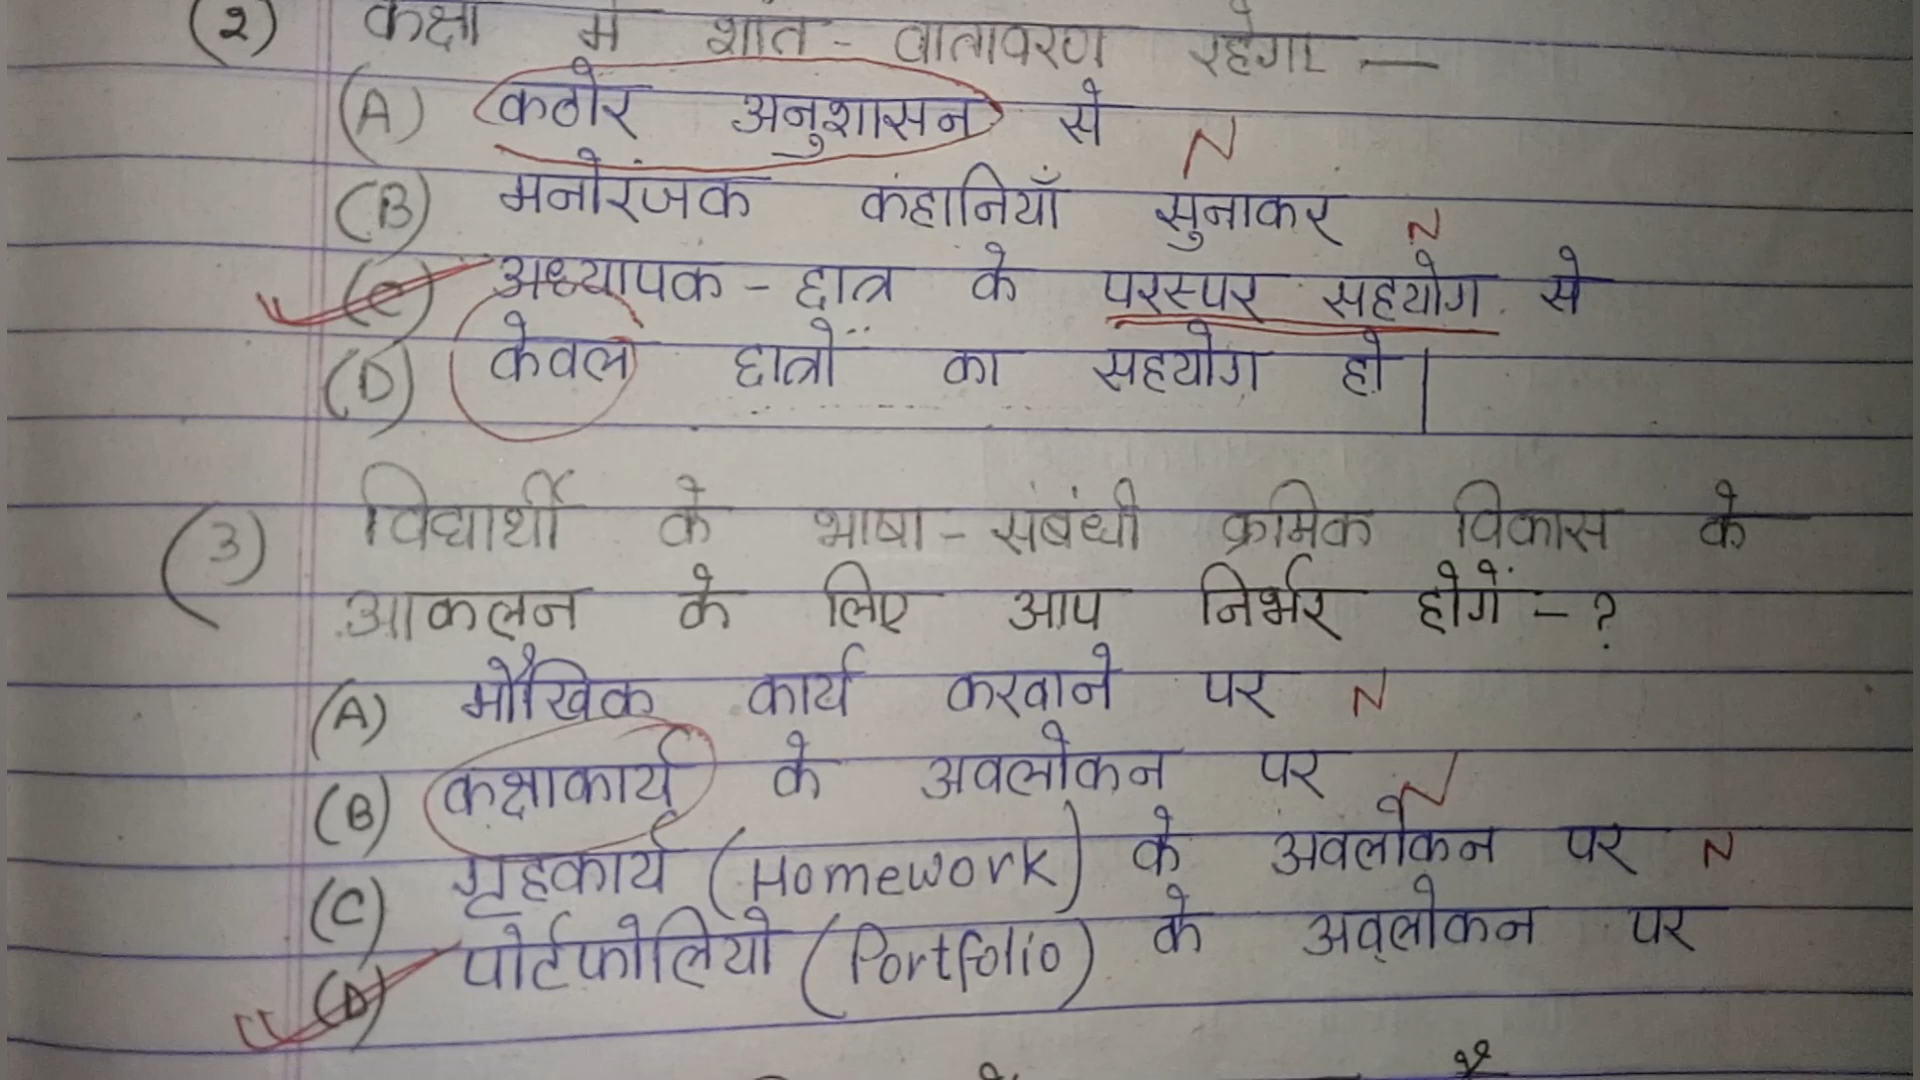 (२) कक्षा में शांत - वातावरण रहेगा —
(A) कठोर अनुशासन से N
(B) मनोरंजक कहानियाँ सुनाकर N
(C) अध्यापक - छात्र के परस्पर सहयोग से
(D) केवल छात्रों का सहयोग हो |
(3) विद्यार्थी के भाषा - संबंधी क्रमिक विकास के
आकलन के लिए आप निर्भर होगें - ?
(A) मौखिक कार्य करवाने पर N
(B) कक्षाकार्य के अवलोकन पर N
(C) गृहकार्य (Homework) के अवलोकन पर N
(D) पोर्टफोलियो (Portfolio) के अवलोकन पर